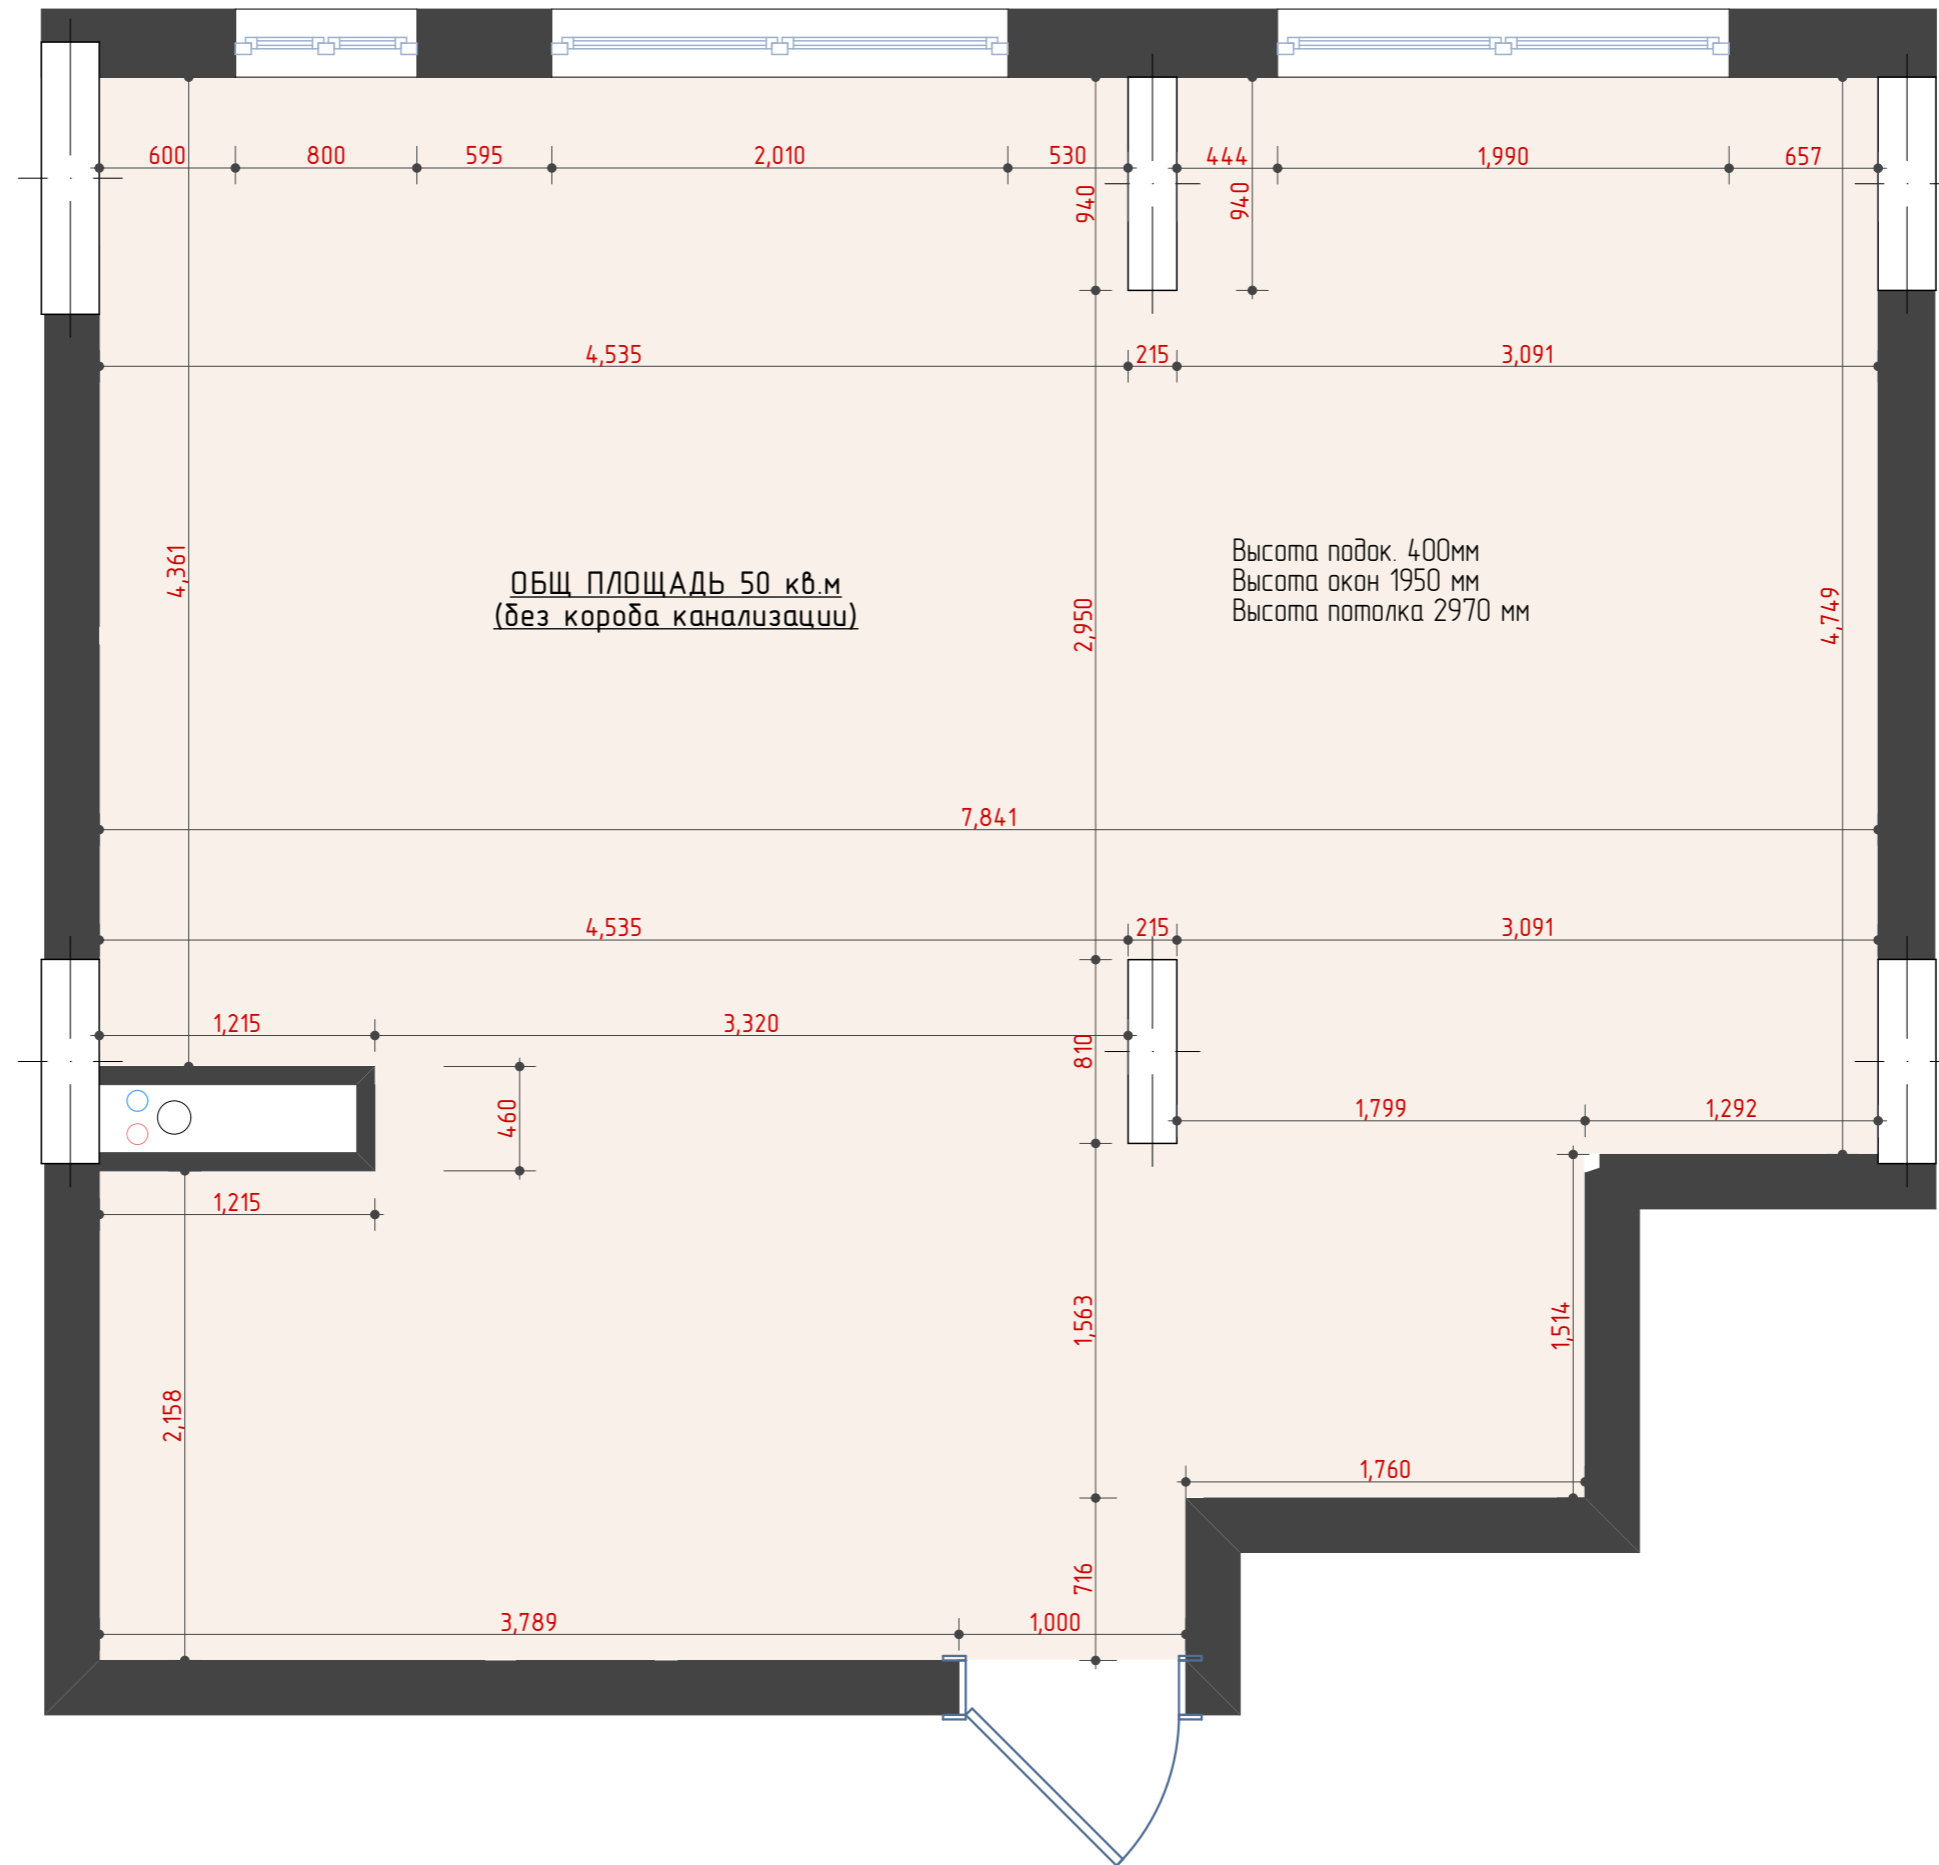 600 800 595 2,010 530 444 1,990 657
940
940
4,535 215 3,091
Высота подок. 400мм
Высота окон 1950 мм
Высота потолка 2970 мм
4,361
ОБЩ ПЛОЩАДЬ 50 кв.м
(без короба канализации)
2,950
4,749
7,841
4,535 215 3,091
1,215 3,320
810
460
1,799 1,292
1,215
1,563
1,514
2,158
1,760
716
3,789 1,000